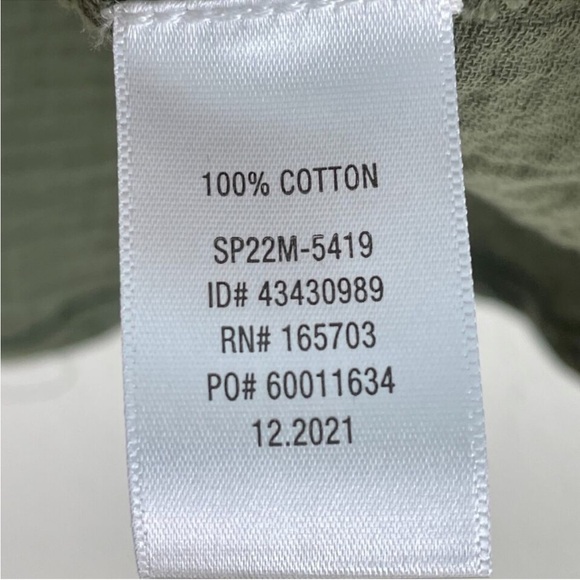 100% COTTON
SP22M-5419
ID# 43430989
RN# 165703
PO# 60011634
12.2021